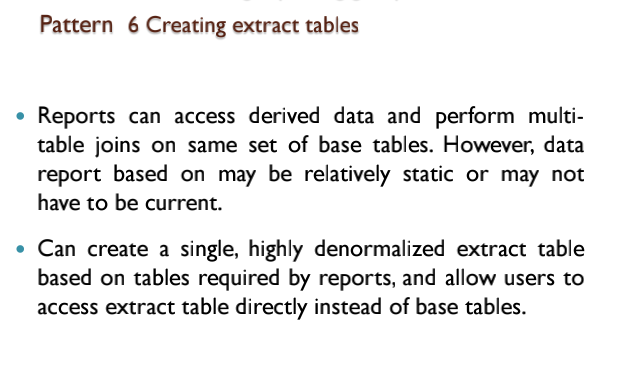 Pattern 6 Creating extract tables
• Reports can access derived data and perform multi-
table joins on same set of base tables. However, data
report based on may be relatively static or may not
have to be current.
• Can create a single, highly denormalized extract table
based on tables required by reports, and allow users to
access extract table directly instead of base tables.